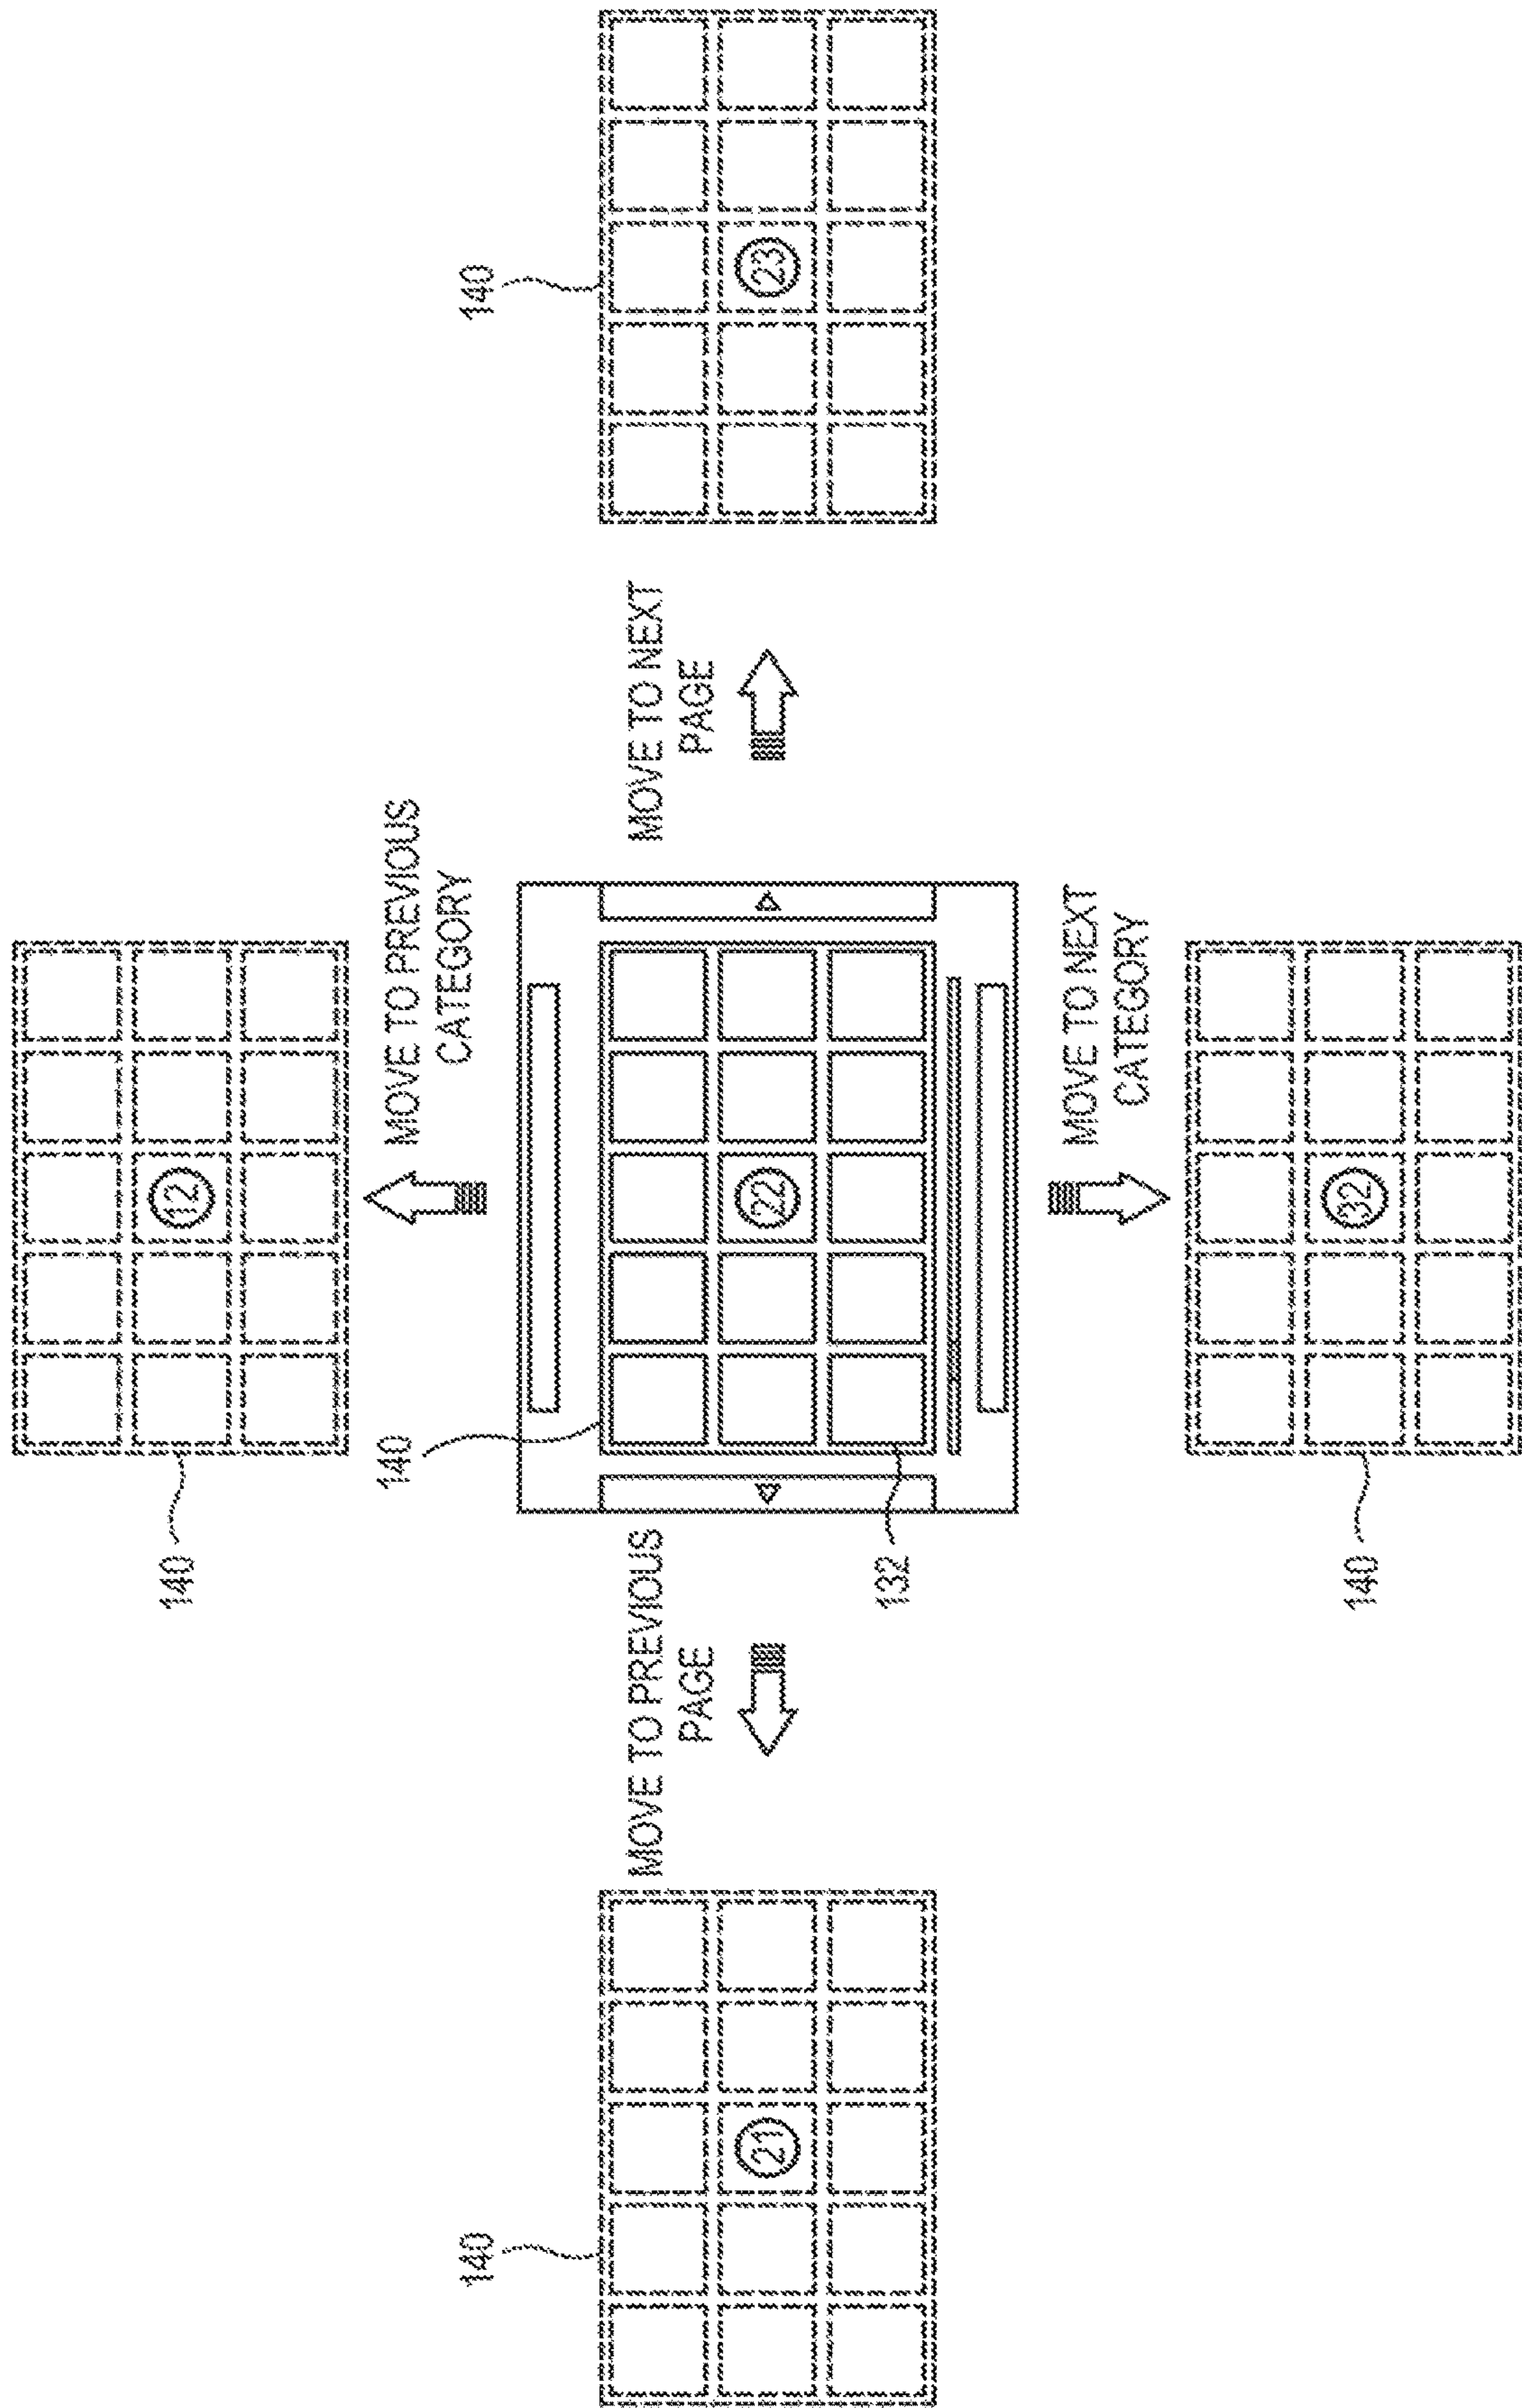 140
12
140
MOVE TO PREVIOUS
CATEGORY
140
140
MOVE TO PREVIOUS
PAGE
MOVE TO NEXT
PAGE
21
22
23
132
MOVE TO NEXT
CATEGORY
140
32